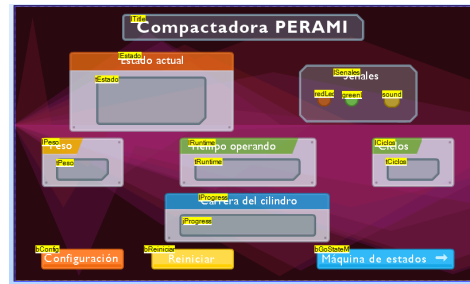 lTitle
Compactadora PERAMI
lEstado
Estado actual
tEstado
lSenales
Señales
redLed
greenl
sound
lPeso
Peso
tPeso
lRuntime
Tiempo operando
tRuntime
lCiclos
Ciclos
tCiclos
lProgress
Carrera del cilindro
jProgress
bConfig
Configuración
bReiniciar
Reiniciar
bGoStateM
Máquina de estados